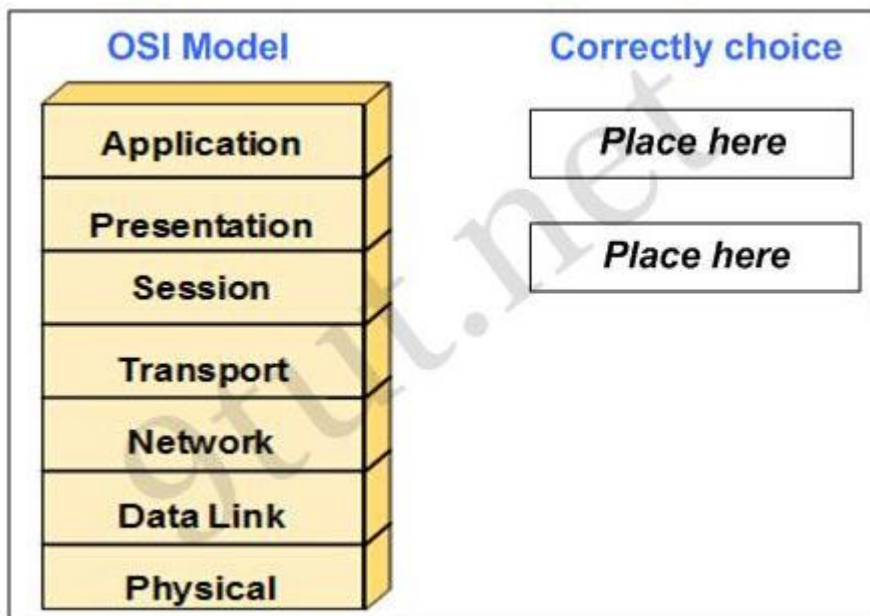 OSI Model
Correctly choice
Application
Presentation
Session
Transport
Network
Data Link
Physical
Place here
Place here
9tut.net